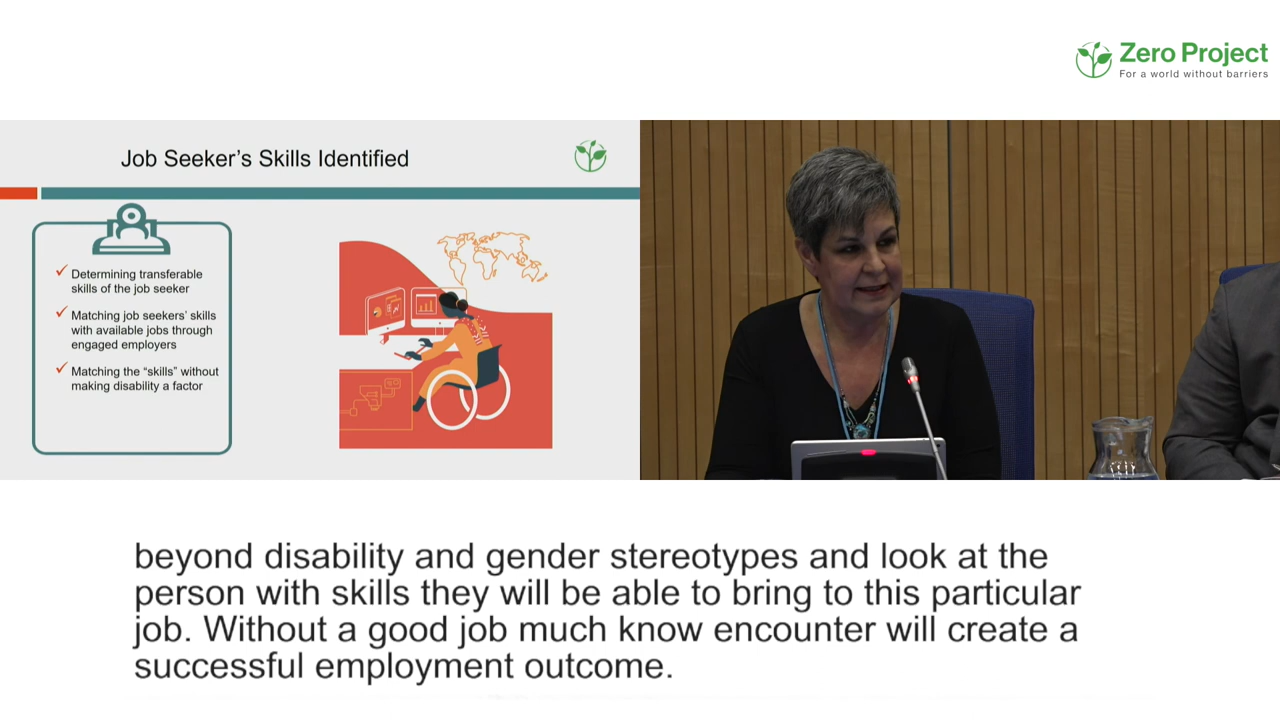 Zero Project
For a world without barriers
Job Seeker's Skills Identified
Determining transferable
skills of the job seeker
Matching job seekers' skills
with available jobs through
engaged employers
Matching the "skills" without
making disability a factor
beyond disability and gender stereotypes and look at the
person with skills they will be able to bring to this particular
job. Without a good job much know encounter will create a
successful employment outcome.